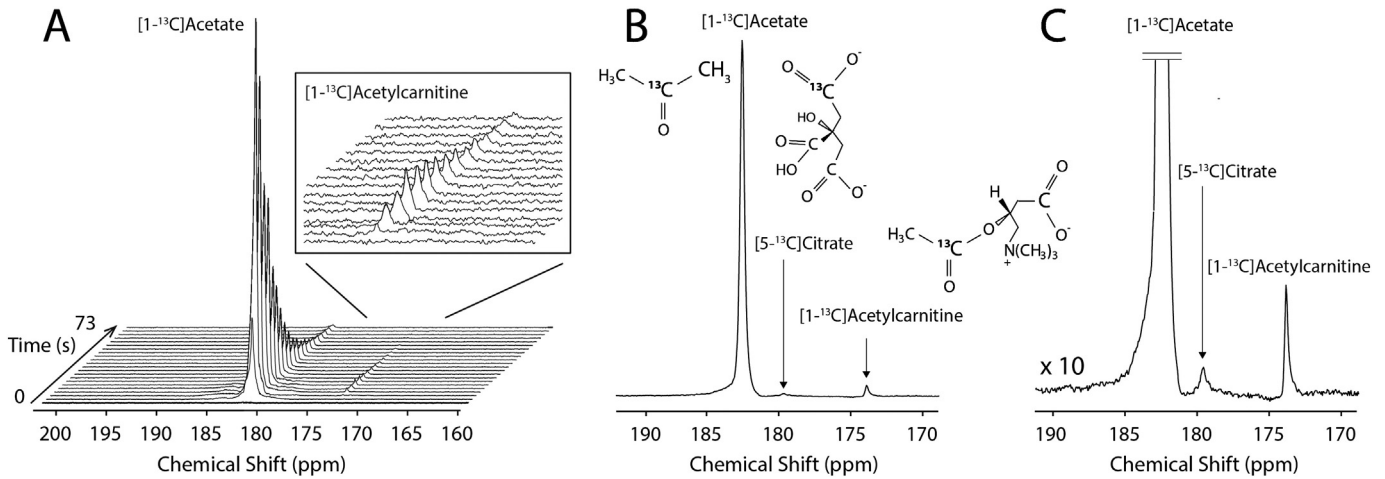 A
[1-¹³C]Acetate
[1-¹³C]Acetylcarnitine
73
Time (s)
0
200 195 190 185 180 175 170 165 160
Chemical Shift (ppm)
B
[1-¹³C]Acetate
H₃C
CH₃
¹³C
O
O
O⁻
¹³C
HO
O
C
HO
C
O
O⁻
[5-¹³C]Citrate
[1-¹³C]Acetylcarnitine
H₃C
¹³C
O
O
H
C
O
O⁻
N(CH₃)₃
+
190 185 180 175 170
Chemical Shift (ppm)
C
[1-¹³C]Acetate
[5-¹³C]Citrate
[1-¹³C]Acetylcarnitine
x 10
190 185 180 175 170
Chemical Shift (ppm)